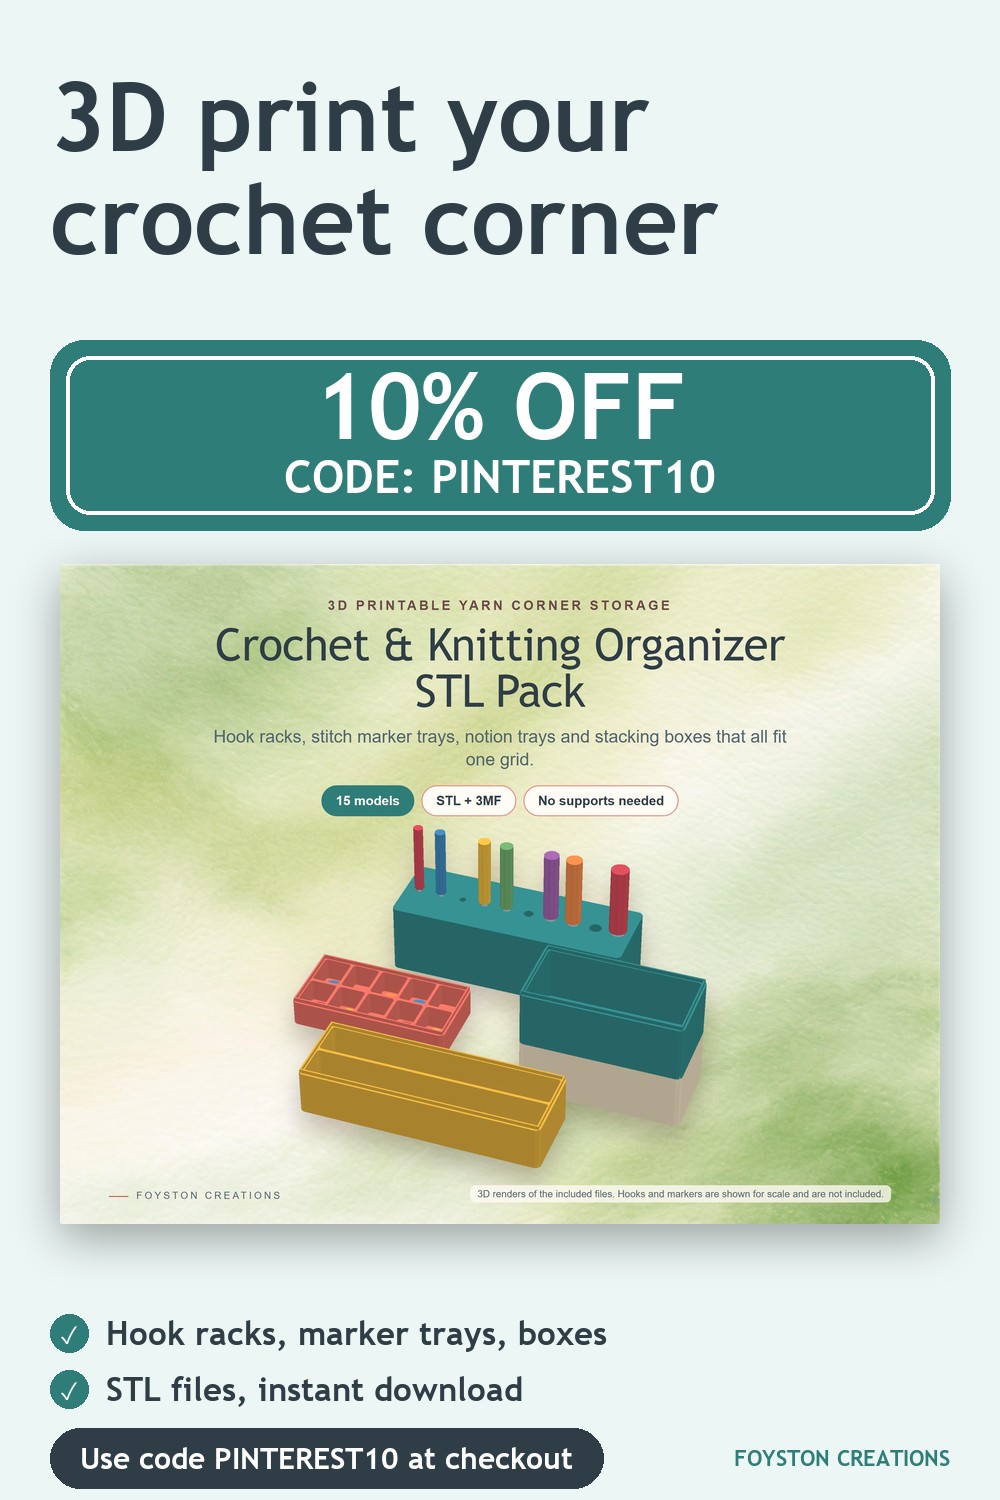 3D print your
crochet corner
10% OFF
CODE: PINTEREST10
3D PRINTABLE YARN CORNER STORAGE
Crochet & Knitting Organizer
STL Pack
Hook racks, stitch marker trays, notion trays and stacking boxes that all fit
one grid.
15 models
STL + 3MF
No supports needed
FOYSTON CREATIONS
3D renders of the included files. Hooks and markers are shown for scale and are not included.
Hook racks, marker trays, boxes
STL files, instant download
Use code PINTEREST10 at checkout
FOYSTON CREATIONS